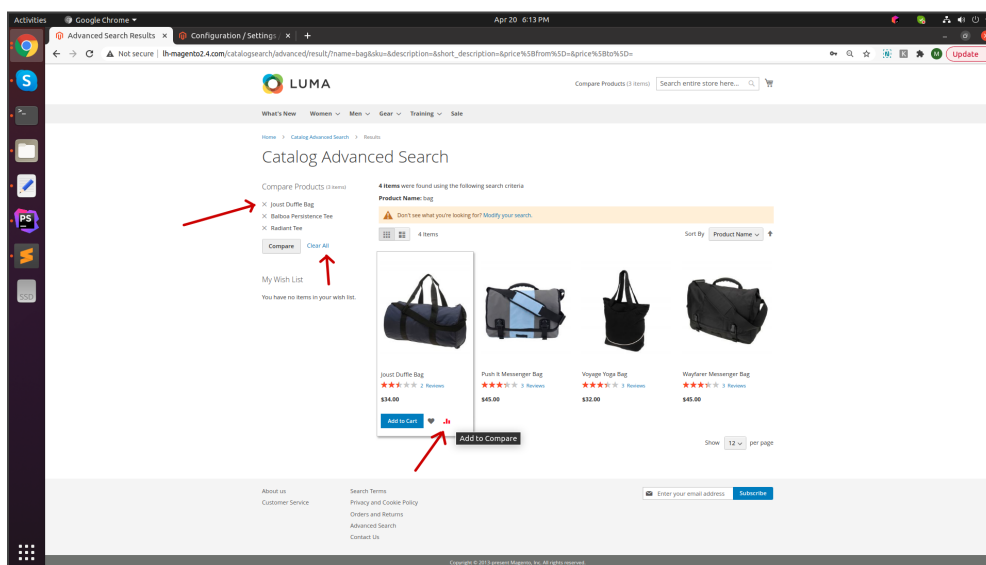 Activities
Google Chrome
Apr 20 6:13 PM
Advanced Search Results
Configuration / Settings /
Not secure
lh-magento2.4.com/catalogsearch/advanced/result/?name=bag&sku=&description=&short_description=&price%5Bfrom%5D=&price%5Bto%5D=
Update
LUMA
Compare Products (3 items)
Search entire store here...
What's New
Women
Men
Gear
Training
Sale
Home > Catalog Advanced Search > Results
Catalog Advanced Search
Compare Products (3 items)
Joust Duffle Bag
Balboa Persistence Tee
Radiant Tee
Compare
Clear All
My Wish List
You have no items in your wish list.
4 items were found using the following search criteria
Product Name: bag
Don't see what you're looking for? Modify your search.
4 Items
Sort By
Product Name
Joust Duffle Bag
2 Reviews
$34.00
Add to Cart
Add to Compare
Push It Messenger Bag
3 Reviews
$45.00
Voyage Yoga Bag
3 Reviews
$32.00
Wayfarer Messenger Bag
3 Reviews
$45.00
Show 12 per page
About us
Customer Service
Search Terms
Privacy and Cookie Policy
Orders and Returns
Advanced Search
Contact Us
Enter your email address
Subscribe
Copyright © 2013-present Magento, Inc. All rights reserved.
PS
SSD